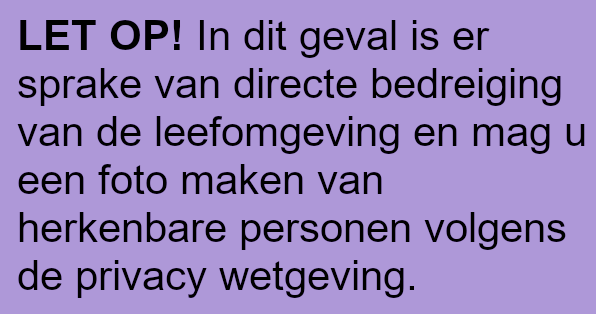 LET OP! In dit geval is er
sprake van directe bedreiging
van de leefomgeving en mag u
een foto maken van
herkenbare personen volgens
de privacy wetgeving.